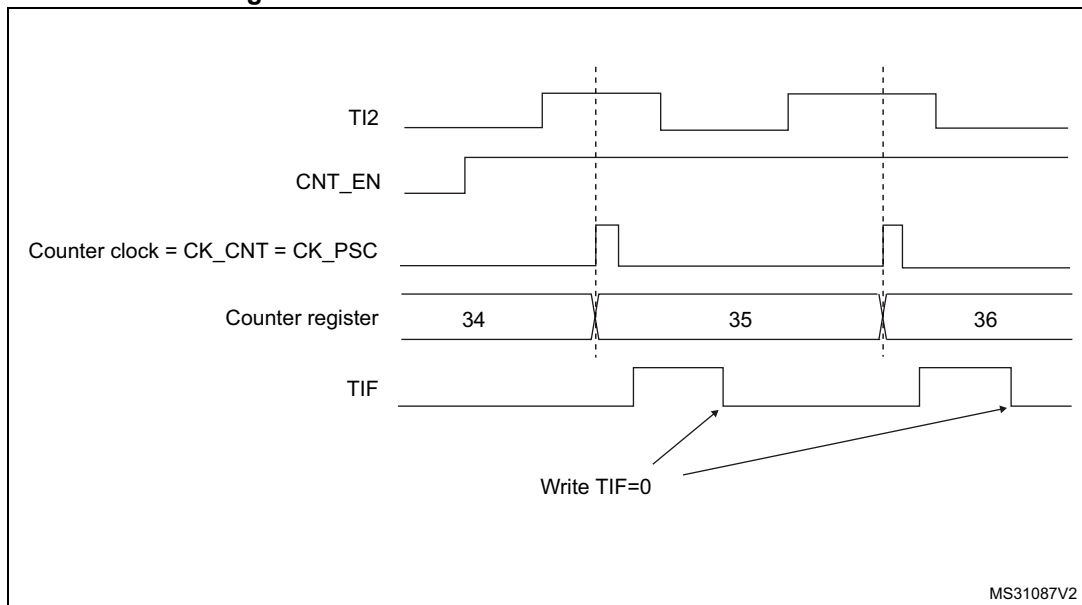 TI2
CNT_EN
Counter clock = CK_CNT = CK_PSC
Counter register
34
35
36
TIF
Write TIF=0
MS31087V2